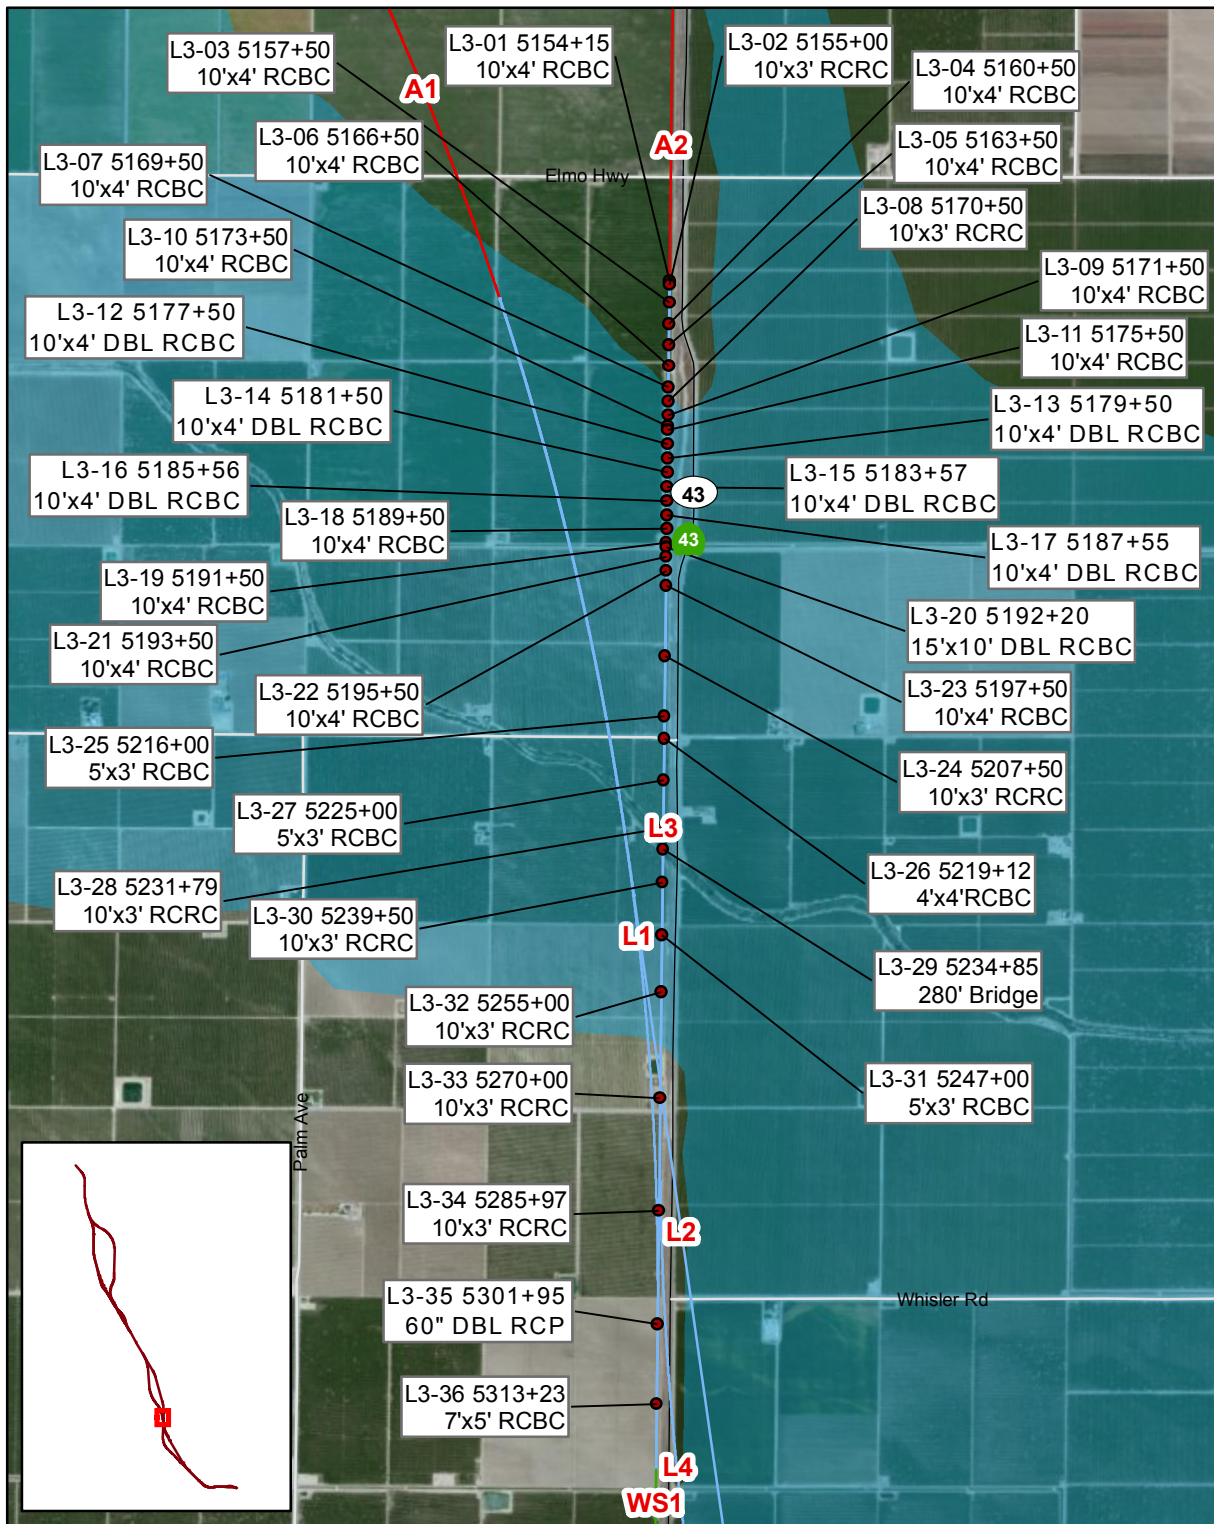 L3-03 5157+50
10'x4' RCBC
L3-01 5154+15
10'x4' RCBC
L3-02 5155+00
10'x3' RCRC
L3-04 5160+50
10'x4' RCBC
A1
L3-06 5166+50
10'x4' RCBC
A2
L3-05 5163+50
10'x4' RCBC
L3-07 5169+50
10'x4' RCBC
Elmo Hwy
L3-08 5170+50
10'x3' RCRC
L3-10 5173+50
10'x4' RCBC
L3-09 5171+50
10'x4' RCBC
L3-12 5177+50
10'x4' DBL RCBC
L3-11 5175+50
10'x4' RCBC
L3-14 5181+50
10'x4' DBL RCBC
L3-13 5179+50
10'x4' DBL RCBC
L3-16 5185+56
10'x4' DBL RCBC
43
L3-15 5183+57
10'x4' DBL RCBC
L3-18 5189+50
10'x4' RCBC
43
L3-17 5187+55
10'x4' DBL RCBC
L3-19 5191+50
10'x4' RCBC
L3-20 5192+20
15'x10' DBL RCBC
L3-21 5193+50
10'x4' RCBC
L3-22 5195+50
10'x4' RCBC
L3-23 5197+50
10'x4' RCBC
L3-25 5216+00
5'x3' RCBC
L3-24 5207+50
10'x3' RCRC
L3-27 5225+00
5'x3' RCBC
L3
L3-26 5219+12
4'x4'RCBC
L3-28 5231+79
10'x3' RCRC
L3-30 5239+50
10'x3' RCRC
L1
L3-29 5234+85
280' Bridge
L3-32 5255+00
10'x3' RCRC
L3-33 5270+00
10'x3' RCRC
L3-31 5247+00
5'x3' RCBC
Palm Ave
L3-34 5285+97
10'x3' RCRC
L2
L3-35 5301+95
60" DBL RCP
Whisler Rd
L3-36 5313+23
7'x5' RCBC
L4
WS1